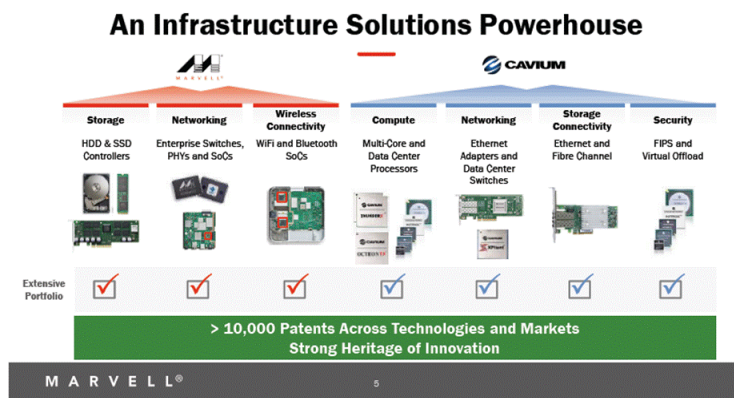 An Infrastructure Solutions Powerhouse
MARVELL®
CAVIUM
Storage
HDD & SSD
Controllers
Networking
Enterprise Switches,
PHYs and SoCs
Wireless
Connectivity
WiFi and Bluetooth
SoCs
Compute
Multi-Core and
Data Center
Processors
Networking
Ethernet
Adapters and
Data Center
Switches
Storage
Connectivity
Ethernet and
Fibre Channel
Security
FIPS and
Virtual Offload
CAVIUM
CAVIUM
XPliant
Extensive
Portfolio
> 10,000 Patents Across Technologies and Markets
Strong Heritage of Innovation
MARVELL®
5